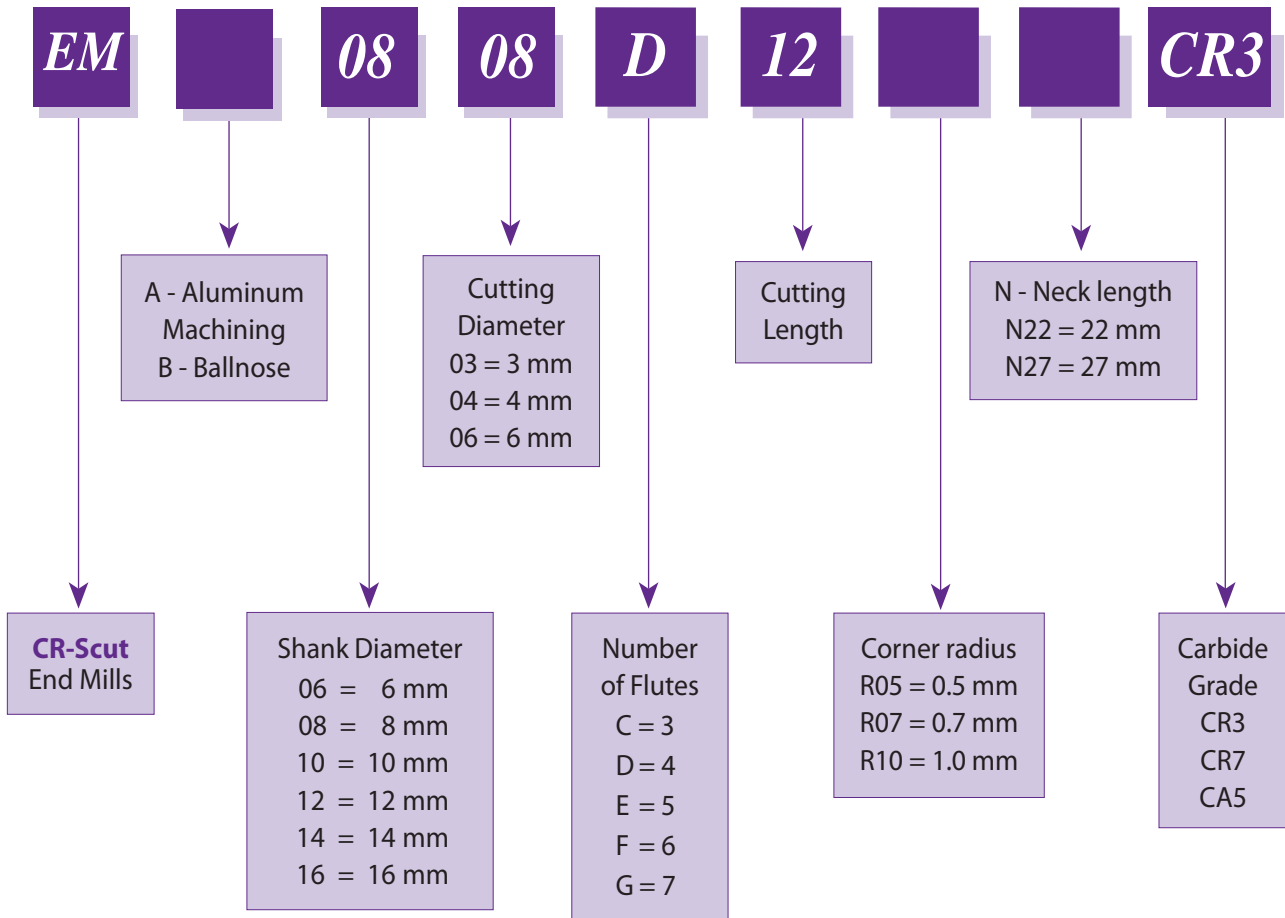 EM 08 08 D 12 CR3
A - Aluminum
Machining
B - Ballnose
Cutting
Diameter
03 = 3 mm
04 = 4 mm
06 = 6 mm
Cutting
Length
N - Neck length
N22 = 22 mm
N27 = 27 mm
CR-Scut
End Mills
Shank Diameter
06 = 6 mm
08 = 8 mm
10 = 10 mm
12 = 12 mm
14 = 14 mm
16 = 16 mm
Number
of Flutes
C = 3
D = 4
E = 5
F = 6
G = 7
Corner radius
R05 = 0.5 mm
R07 = 0.7 mm
R10 = 1.0 mm
Carbide
Grade
CR3
CR7
CA5